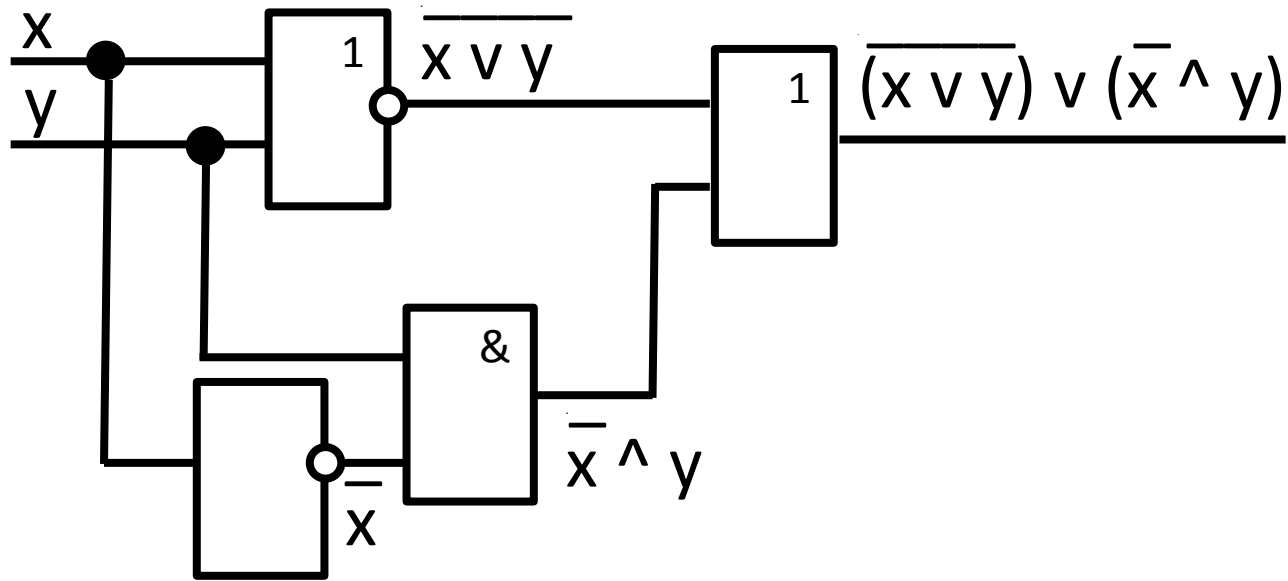 x
y
1
x̅ ̅v̅ ̅y̅
1
(x̅ ̅v̅ ̅y̅) v (x̅ ^ y)
&
x̅ ^ y
x̅